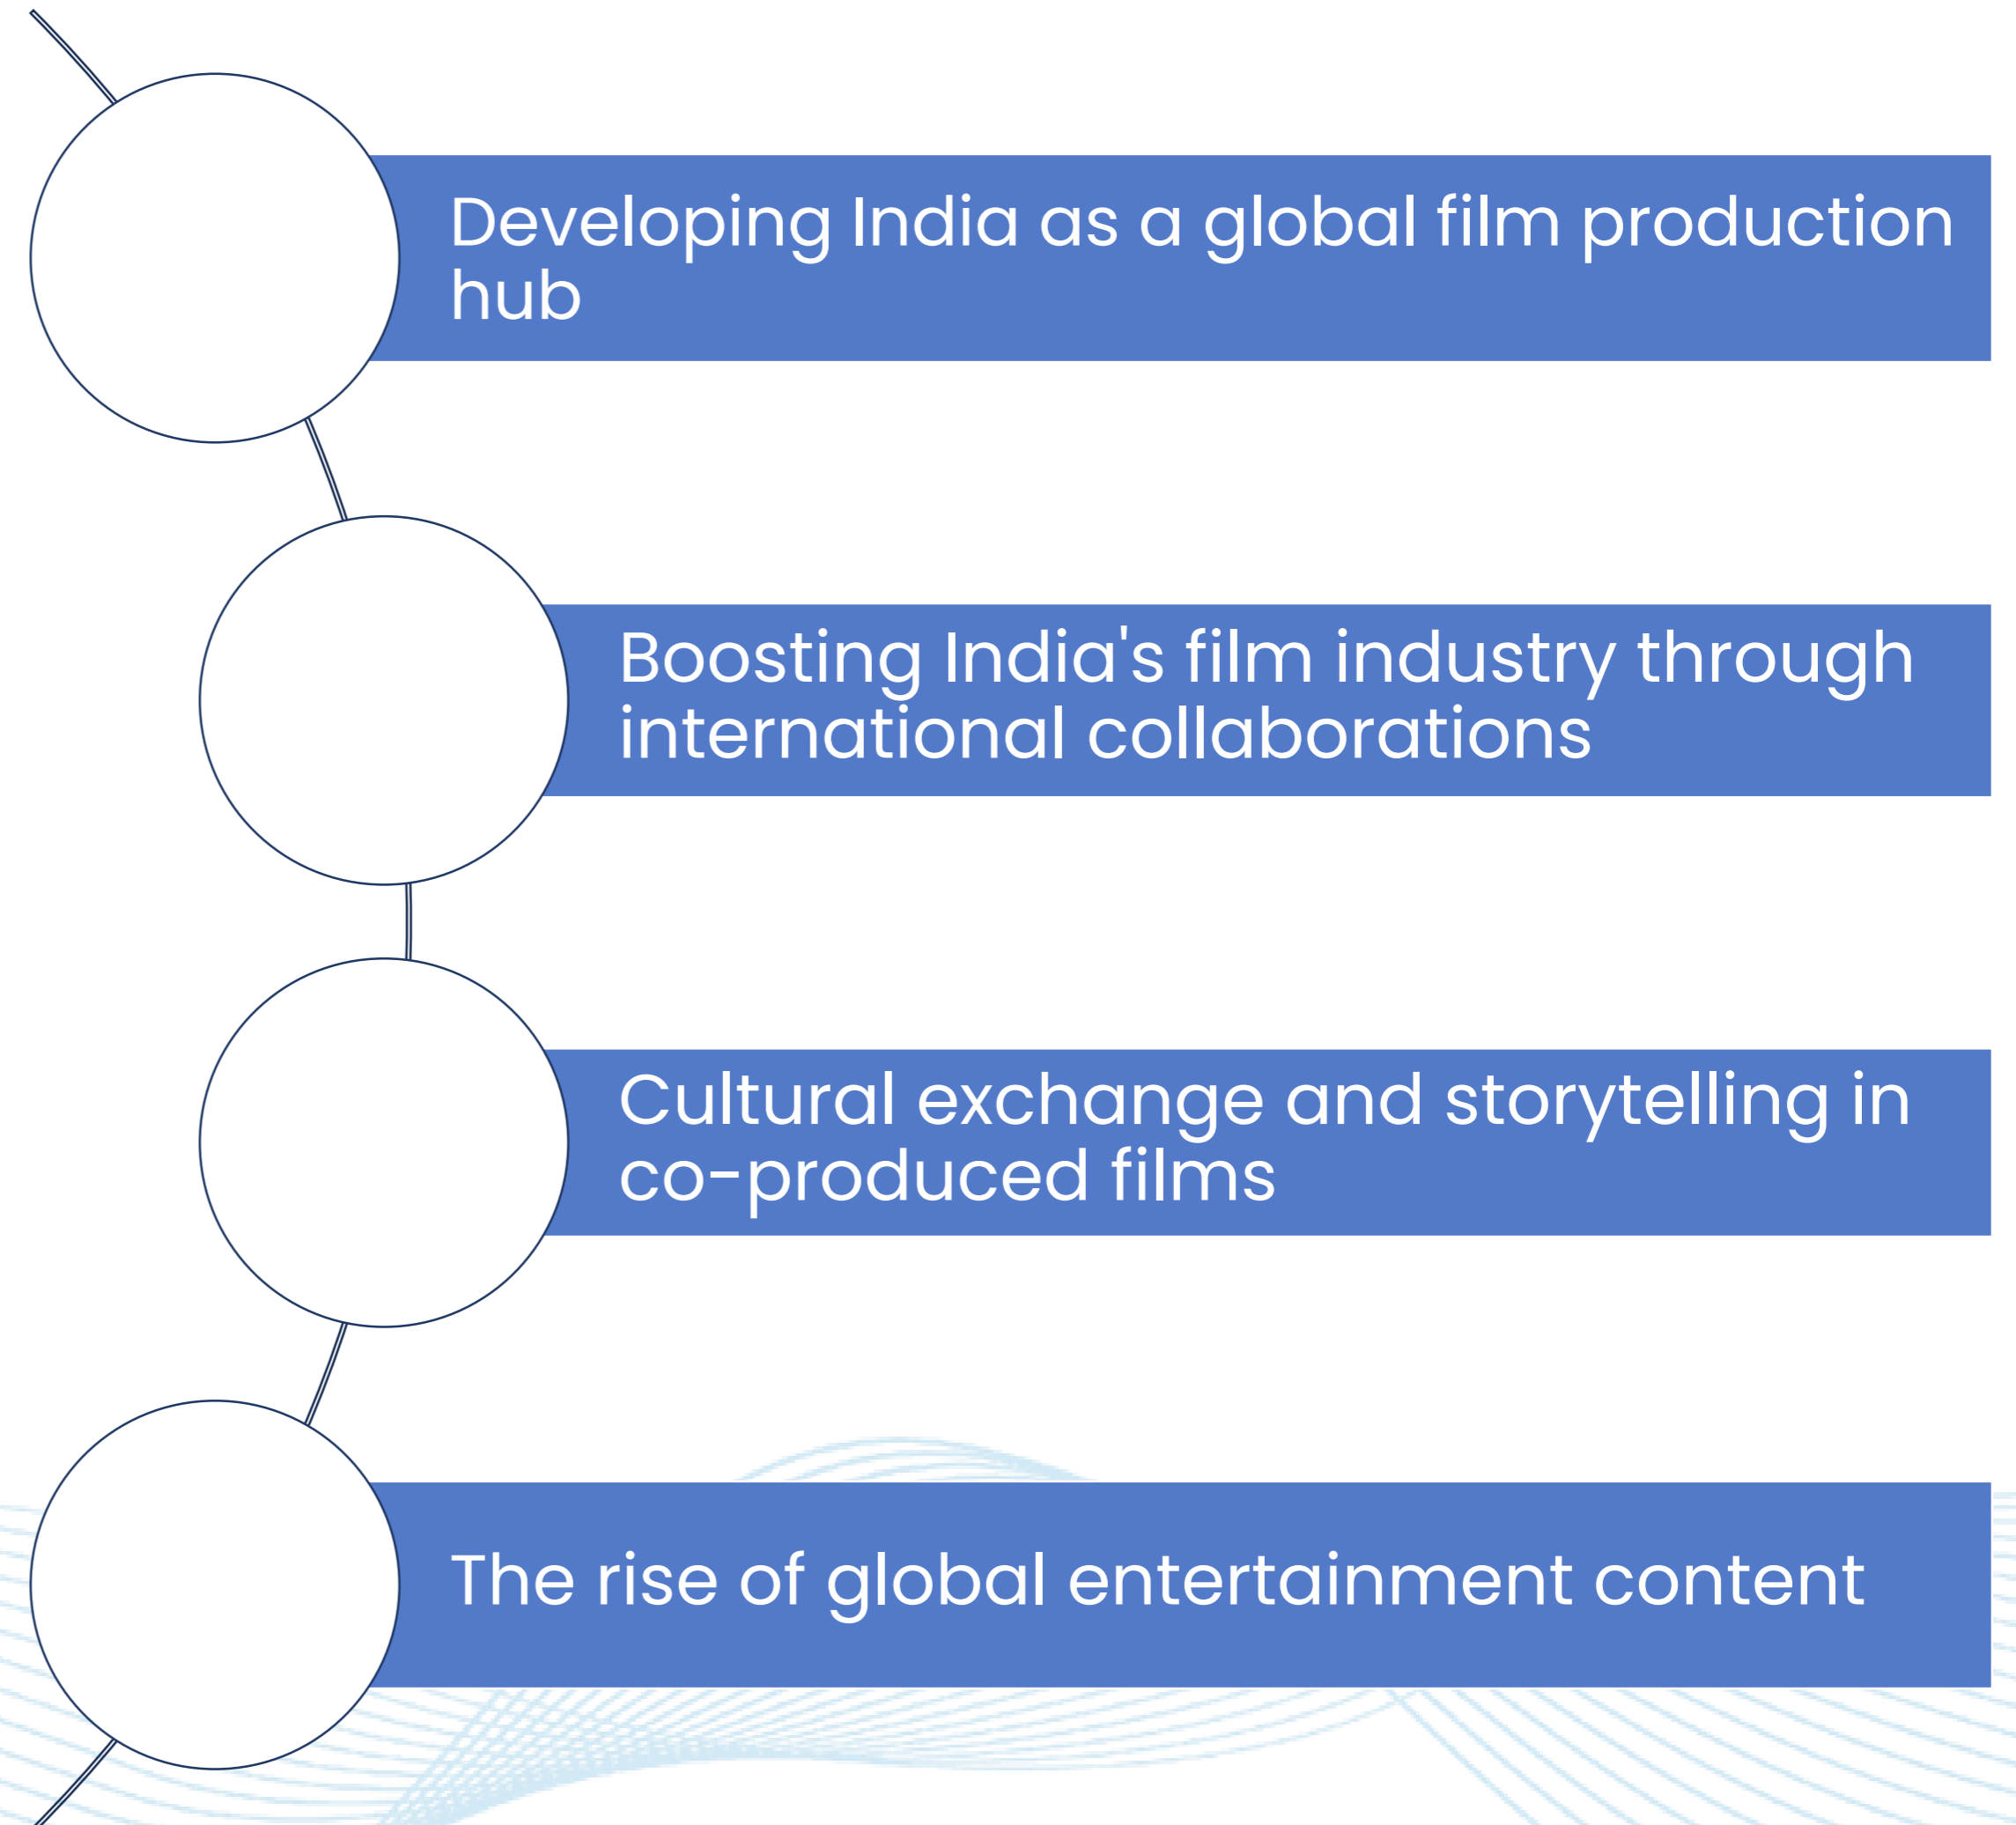 Developing India as a global film production
hub
Boosting India's film industry through
international collaborations
Cultural exchange and storytelling in
co-produced films
The rise of global entertainment content